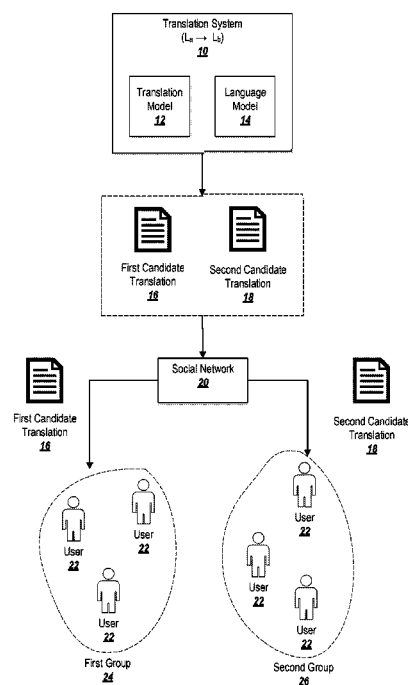 Translation System
(Lₐ → L_b)
10
Translation Model
12
Language Model
14
First Candidate
Translation
16
Second Candidate
Translation
18
Social Network
20
First Candidate
Translation
16
Second Candidate
Translation
18
User
22
User
22
User
22
First Group
24
User
22
User
22
User
22
Second Group
26